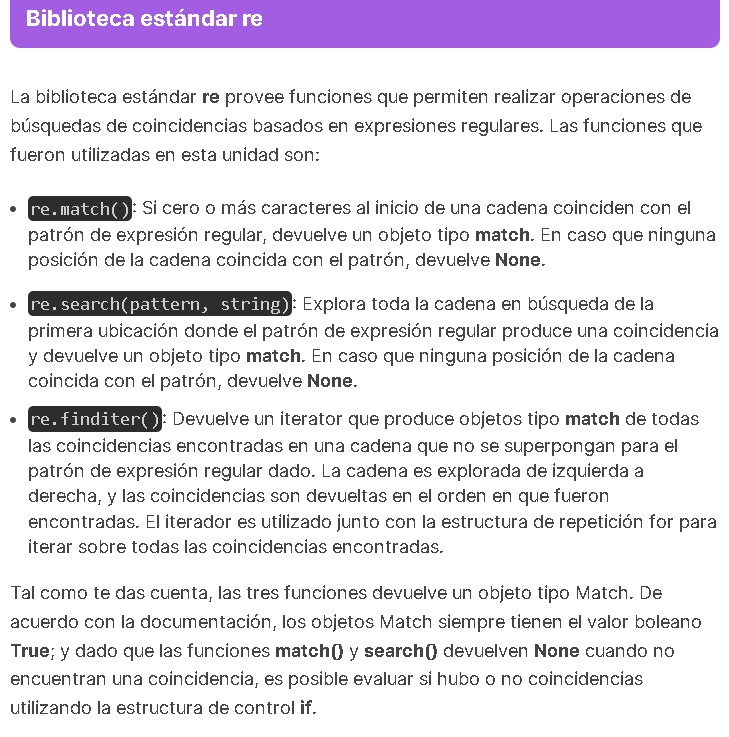 Biblioteca estándar re
La biblioteca estándar re provee funciones que permiten realizar operaciones de
búsquedas de coincidencias basados en expresiones regulares. Las funciones que
fueron utilizadas en esta unidad son:
• re.match(): Si cero o más caracteres al inicio de una cadena coinciden con el
patrón de expresión regular, devuelve un objeto tipo match. En caso que ninguna
posición de la cadena coincida con el patrón, devuelve None.
• re.search(pattern, string): Explora toda la cadena en búsqueda de la
primera ubicación donde el patrón de expresión regular produce una coincidencia
y devuelve un objeto tipo match. En caso que ninguna posición de la cadena
coincida con el patrón, devuelve None.
• re.finditer(): Devuelve un iterator que produce objetos tipo match de todas
las coincidencias encontradas en una cadena que no se superpongan para el
patrón de expresión regular dado. La cadena es explorada de izquierda a
derecha, y las coincidencias son devueltas en el orden en que fueron
encontradas. El iterador es utilizado junto con la estructura de repetición for para
iterar sobre todas las coincidencias encontradas.
Tal como te das cuenta, las tres funciones devuelve un objeto tipo Match. De
acuerdo con la documentación, los objetos Match siempre tienen el valor boleano
True; y dado que las funciones match() y search() devuelven None cuando no
encuentran una coincidencia, es posible evaluar si hubo o no coincidencias
utilizando la estructura de control if.